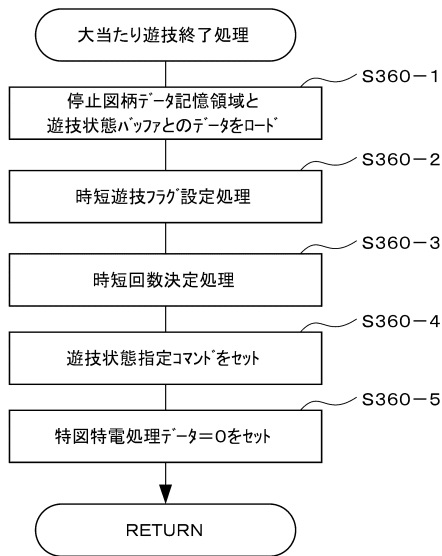 大当たり遊技終了処理
S360-1
停止図柄データ記憶領域と
遊技状態バッファとのデータをロード
S360-2
時短遊技フラグ設定処理
S360-3
時短回数決定処理
S360-4
遊技状態指定コマンドをセット
S360-5
特図特電処理データ=0をセット
RETURN